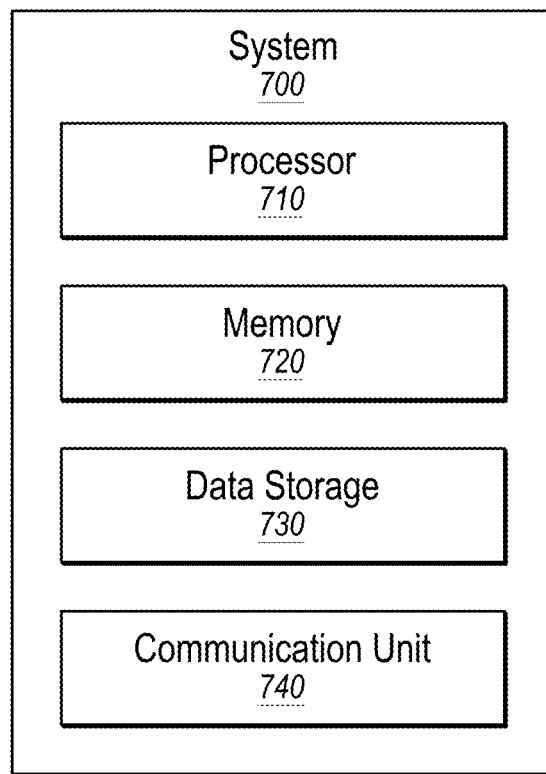 System
700
Processor
710
Memory
720
Data Storage
730
Communication Unit
740